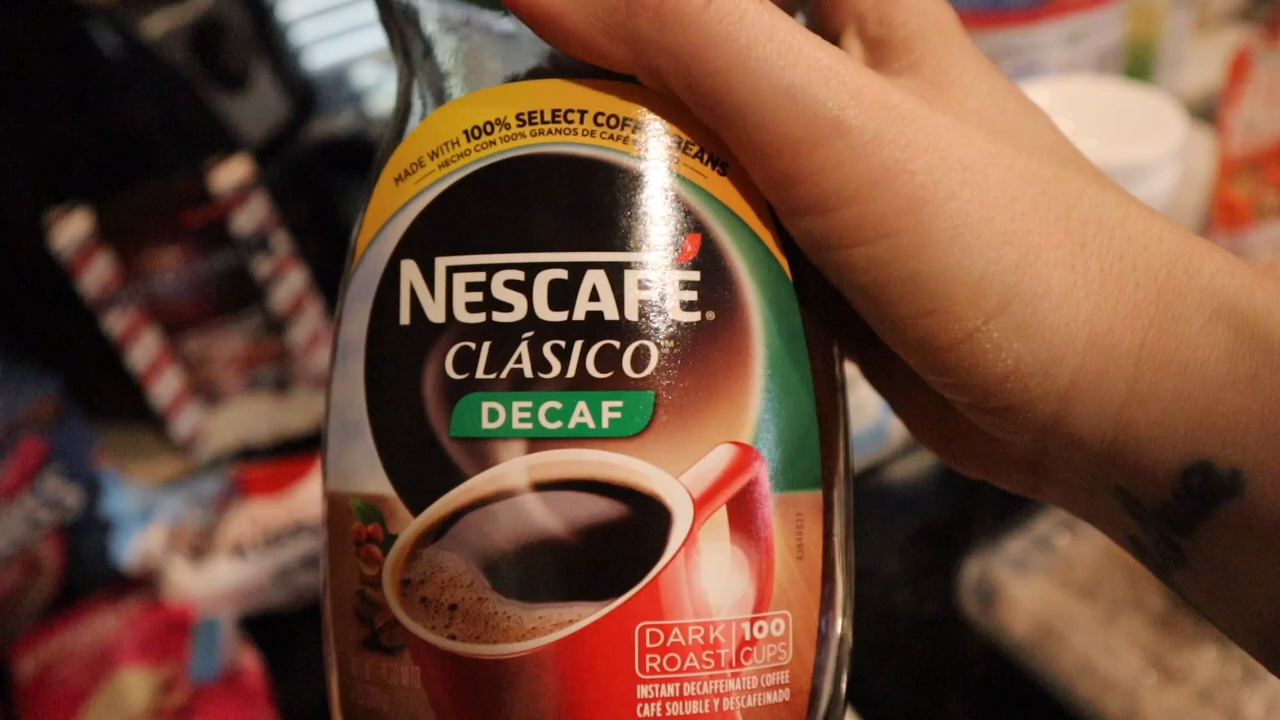 MADE WITH 100% SELECT COFFEE BEANS
HECHO CON 100% GRANOS DE CAFÉ
NESCAFÉ®
CLÁSICO™
DECAF
DARK ROAST
100 CUPS
INSTANT DECAFFEINATED COFFEE
CAFÉ SOLUBLE Y DESCAFEINADO